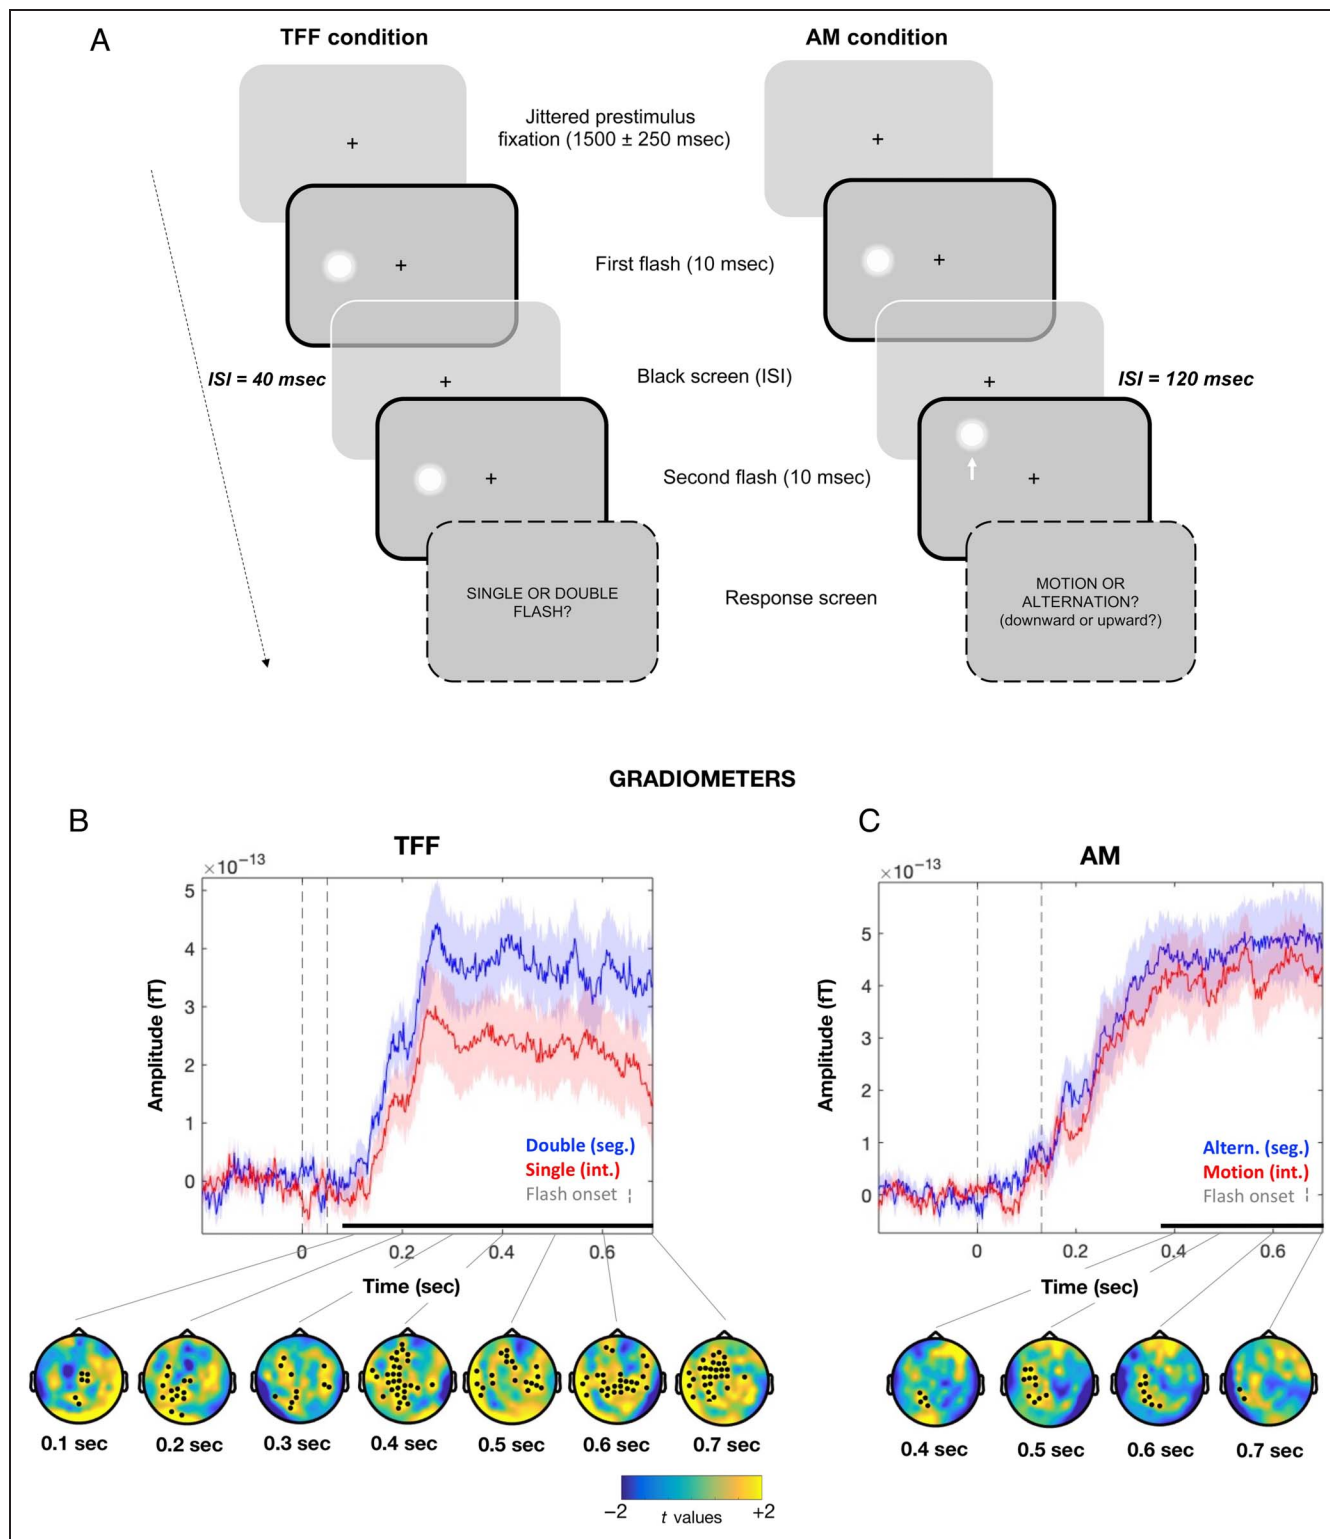 A
TFF condition
AM condition
Jittered prestimulus
fixation (1500 ± 250 msec)
First flash (10 msec)
ISI = 40 msec
Black screen (ISI)
ISI = 120 msec
Second flash (10 msec)
SINGLE OR DOUBLE
FLASH?
Response screen
MOTION OR
ALTERNATION?
(downward or upward?)
GRADIOMETERS
B
TFF
×10⁻¹³
5
4
3
2
1
0
Amplitude (fT)
Double (seg.)
Single (int.)
Flash onset
0
0.2
0.4
0.6
Time (sec)
0.1 sec
0.2 sec
0.3 sec
0.4 sec
0.5 sec
0.6 sec
0.7 sec
C
AM
×10⁻¹³
5
4
3
2
1
0
Amplitude (fT)
Altern. (seg.)
Motion (int.)
Flash onset
0
0.2
0.4
0.6
Time (sec)
0.4 sec
0.5 sec
0.6 sec
0.7 sec
−2
+2
t values